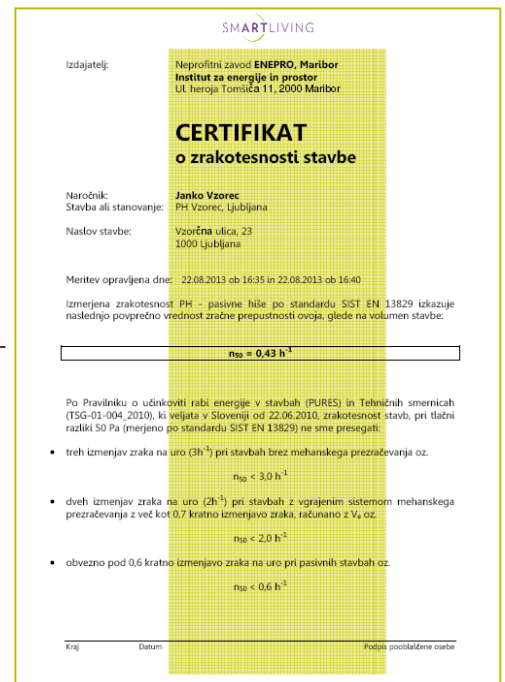 SMARTLIVING
Izdajatelj: Neprofitni zavod ENEPRO, Maribor
Institut za energije in prostor
Ul. heroja Tomšiča 11, 2000 Maribor
CERTIFIKAT
o zrakotesnosti stavbe
Naročnik: Janko Vzorec
Stavba ali stanovanje: PH Vzorec, Ljubljana
Naslov stavbe: Vzorčna ulica, 23
1000 Ljubljana
Meritev opravljena dne: 22.08.2013 ob 16:35 in 22.08.2013 ob 16:40
Izmerjena zrakotesnost PH - pasivne hiše po standardu SIST EN 13829 izkazuje
naslednjo povprečno vrednost zračne prepustnosti ovoja, glede na volumen stavbe:
n₅₀ = 0,43 h⁻¹
Po Pravilniku o učinkoviti rabi energije v stavbah (PURES) in Tehničnih smernicah
(TSG-01-004_2010), ki veljata v Sloveniji od 22.06.2010, zrakotesnost stavb, pri tlačni
razliki 50 Pa (merjeno po standardu SIST EN 13829) ne sme presegati:
• treh izmenjav zraka na uro (3h⁻¹) pri stavbah brez mehanskega prezračevanja oz.
n₅₀ < 3,0 h⁻¹
• dveh izmenjav zraka na uro (2h⁻¹) pri stavbah z vgrajenim sistemom mehanskega
prezračevanja z več kot 0,7 kratno izmenjavo zraka, računano z Vₑ oz.
n₅₀ < 2,0 h⁻¹
• obvezno pod 0,6 kratno izmenjavo zraka na uro pri pasivnih stavbah oz.
n₅₀ < 0,6 h⁻¹
Kraj Datum Podpis pooblaščene osebe